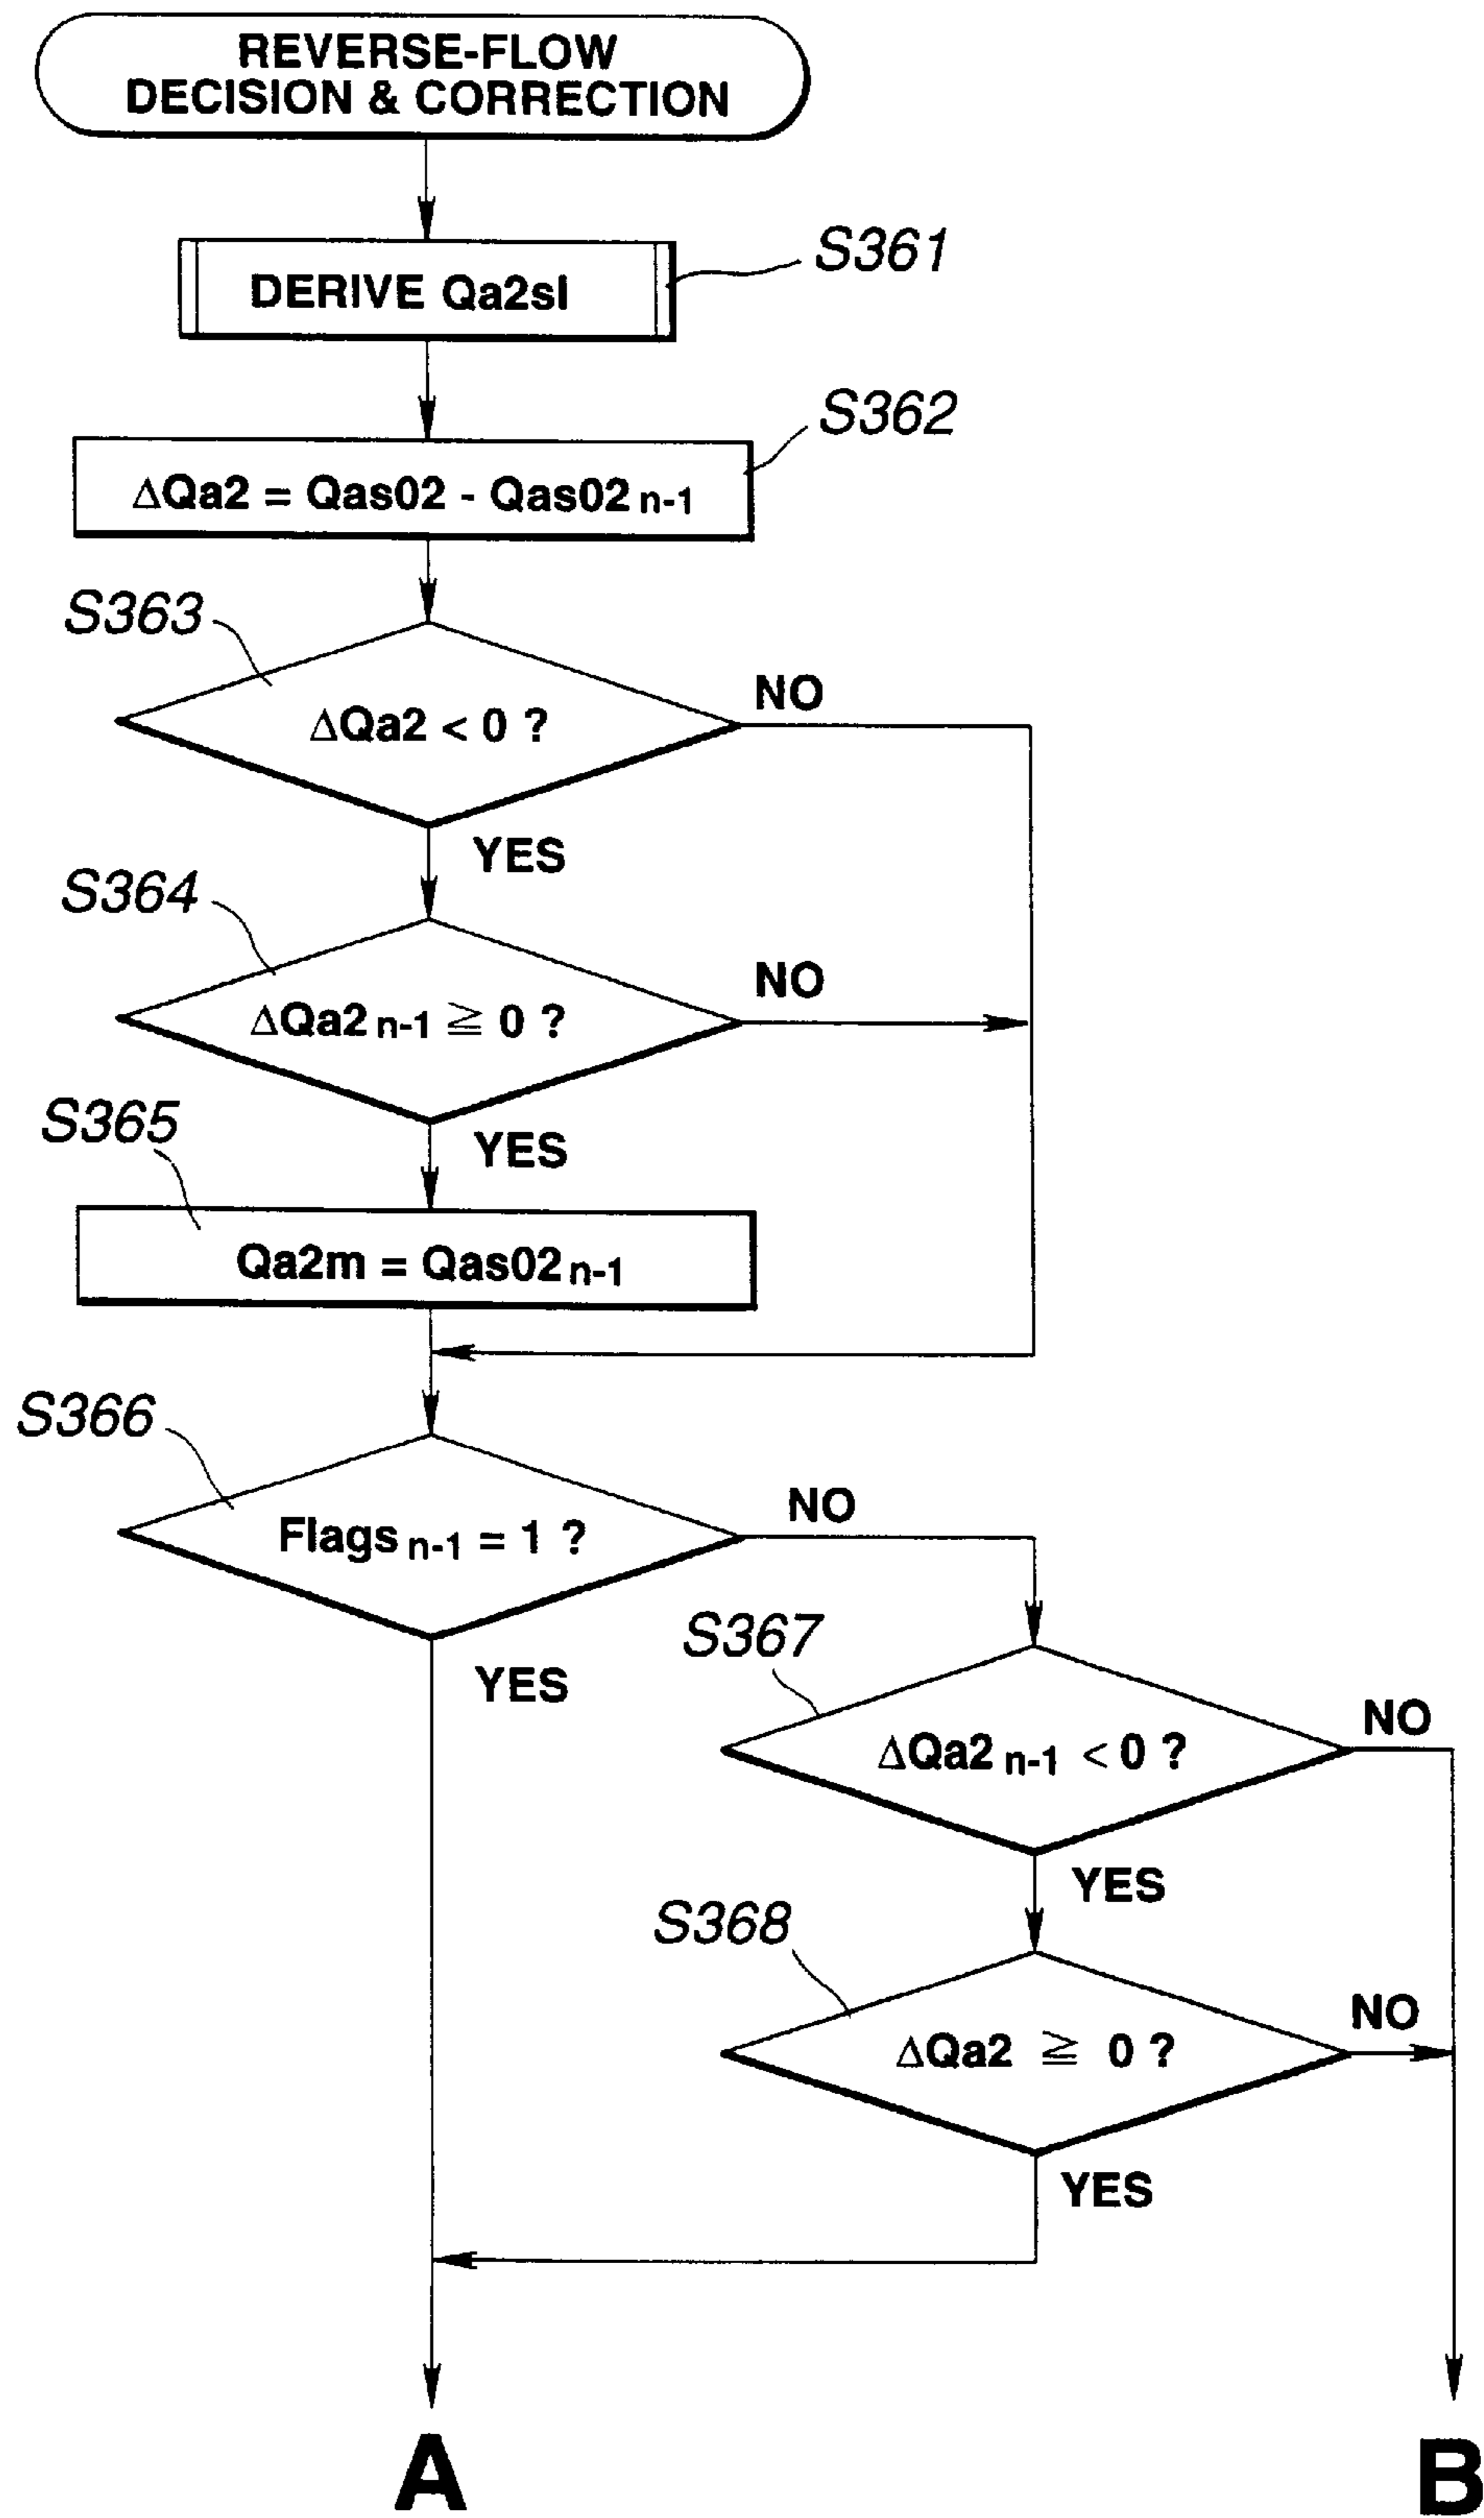 REVERSE-FLOW
DECISION & CORRECTION
S361
DERIVE Qa2sl
S362
ΔQa2 = Qas02 - Qas02 n-1
S363
NO
ΔQa2 < 0 ?
YES
S364
NO
ΔQa2 n-1 ≧ 0 ?
YES
S365
Qa2m = Qas02 n-1
S366
NO
Flags n-1 = 1 ?
YES
S367
NO
ΔQa2 n-1 < 0 ?
YES
S368
NO
ΔQa2 ≧ 0 ?
YES
A
B